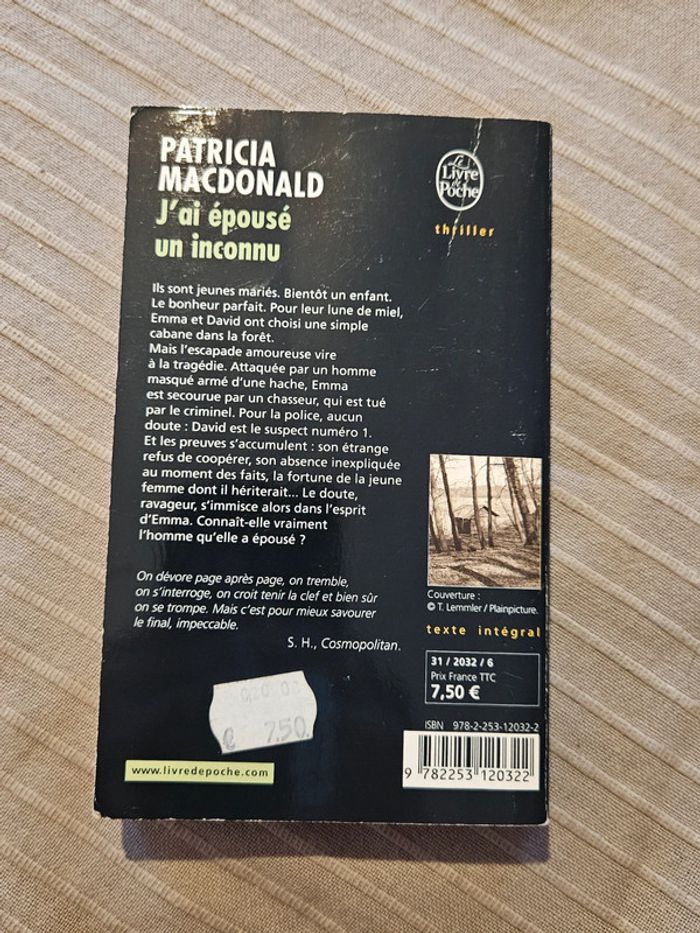 PATRICIA
MACDONALD
J'ai épousé
un inconnu
Le
Livre
de
Poche
thriller
Ils sont jeunes mariés. Bientôt un enfant.
Le bonheur parfait. Pour leur lune de miel,
Emma et David ont choisi une simple
cabane dans la forêt.
Mais l'escapade amoureuse vire
à la tragédie. Attaquée par un homme
masqué armé d'une hache, Emma
est secourue par un chasseur, qui est tué
par le criminel. Pour la police, aucun
doute : David est le suspect numéro 1.
Et les preuves s'accumulent : son étrange
refus de coopérer, son absence inexpliquée
au moment des faits, la fortune de la jeune
femme dont il hériterait... Le doute,
ravageur, s'immisce alors dans l'esprit
d'Emma. Connaît-elle vraiment
l'homme qu'elle a épousé ?
On dévore page après page, on tremble,
on s'interroge, on croit tenir la clef et bien sûr
on se trompe. Mais c'est pour mieux savourer
le final, impeccable.
S. H., Cosmopolitan.
Couverture :
© T. Lemmler / Plainpicture.
texte intégral
31 / 2032 / 6
Prix France TTC
7,50 €
ISBN 978-2-253-12032-2
9 782253 120322
€ 7.50
www.livredepoche.com